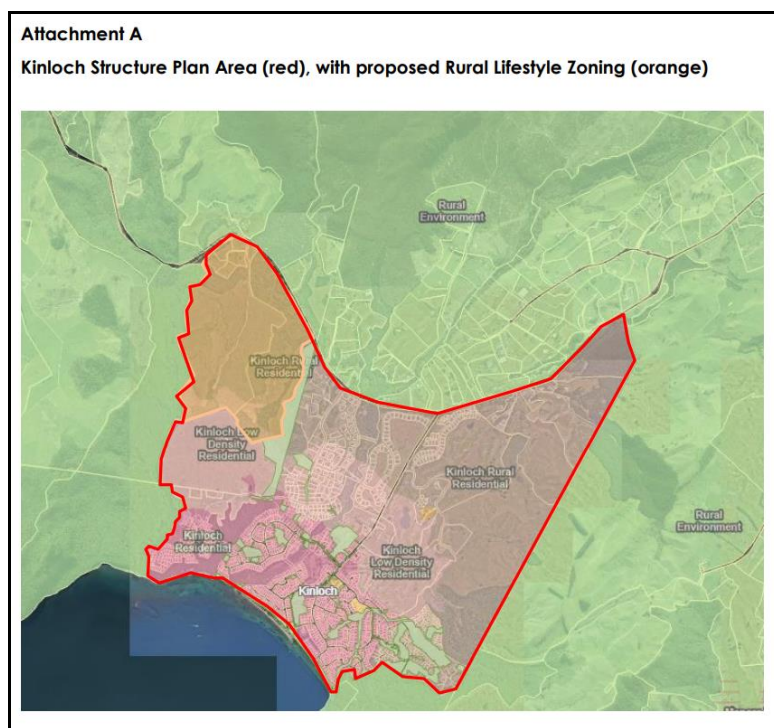 Attachment A
Kinloch Structure Plan Area (red), with proposed Rural Lifestyle Zoning (orange)
Rural
Environment
Kinloch Rural
Residential
Kinloch Low
Density
Residential
Kinloch Rural
Residential
Rural
Environment
Kinloch
Residential
Kinloch
Low Density
Residential
Kinloch